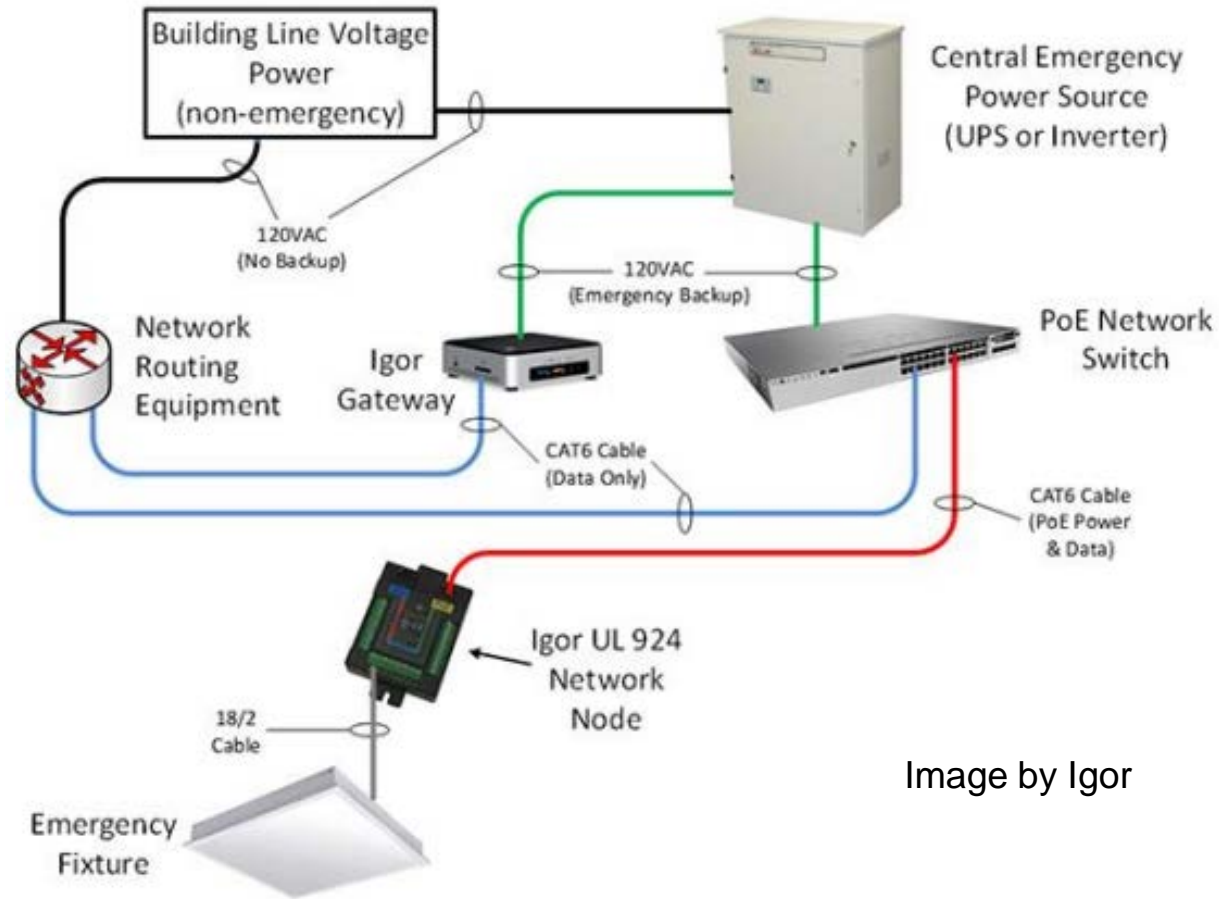 Building Line Voltage
Power
(non-emergency)
Central Emergency
Power Source
(UPS or Inverter)
120VAC
(No Backup)
120VAC
(Emergency Backup)
Network
Routing
Equipment
Igor
Gateway
PoE Network
Switch
CAT6 Cable
(Data Only)
CAT6 Cable
(PoE Power
& Data)
Igor UL 924
Network
Node
18/2
Cable
Emergency
Fixture
Image by Igor